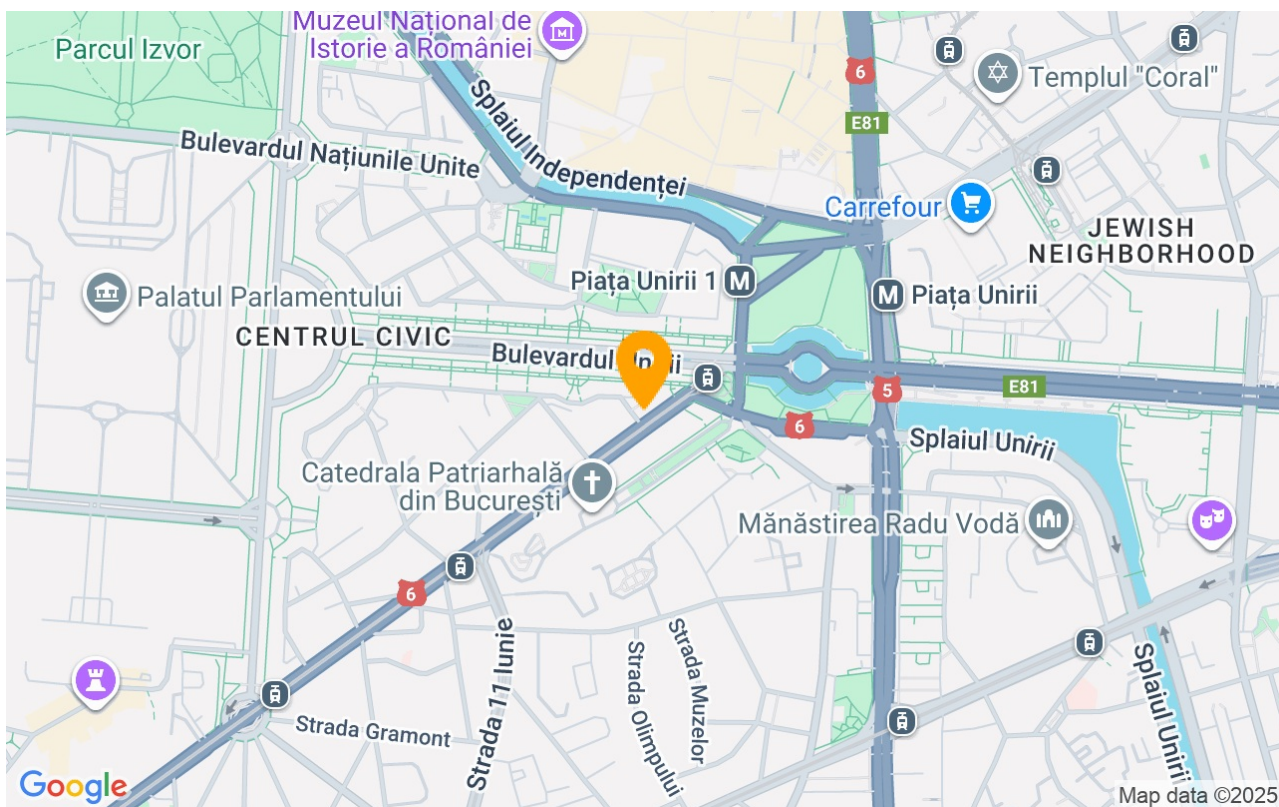 Muzeul Național de
Istorie a României
Parcul Izvor
6
Templul "Coral"
E81
Splaiul Independenței
Bulevardul Națiunile Unite
Carrefour
JEWISH
NEIGHBORHOOD
Piața Unirii 1
M
M
Piața Unirii
Palatul Parlamentului
CENTRUL CIVIC
Bulevardul
5
E81
6
Splaiul Unirii
Catedrala Patriarhală
din București
Mănăstirea Radu Vodă
6
Strada 11 Iunie
Strada Olimpului
Strada Muzelor
Splaiul Unirii
Strada Gramont
Google
Map data ©2025